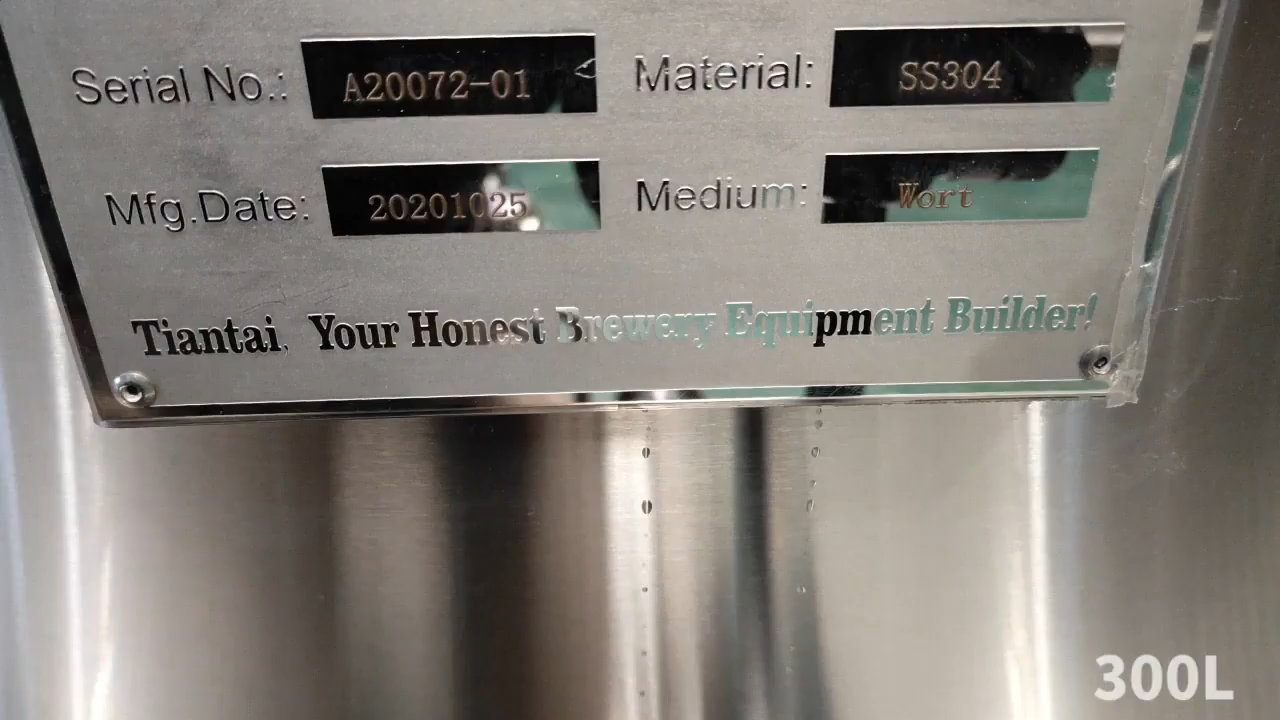 Serial No.: A20072-01 Material: SS304
Mfg.Date: 20201025 Medium: Wort
Tiantai, Your Honest Brewery Equipment Builder!
300L